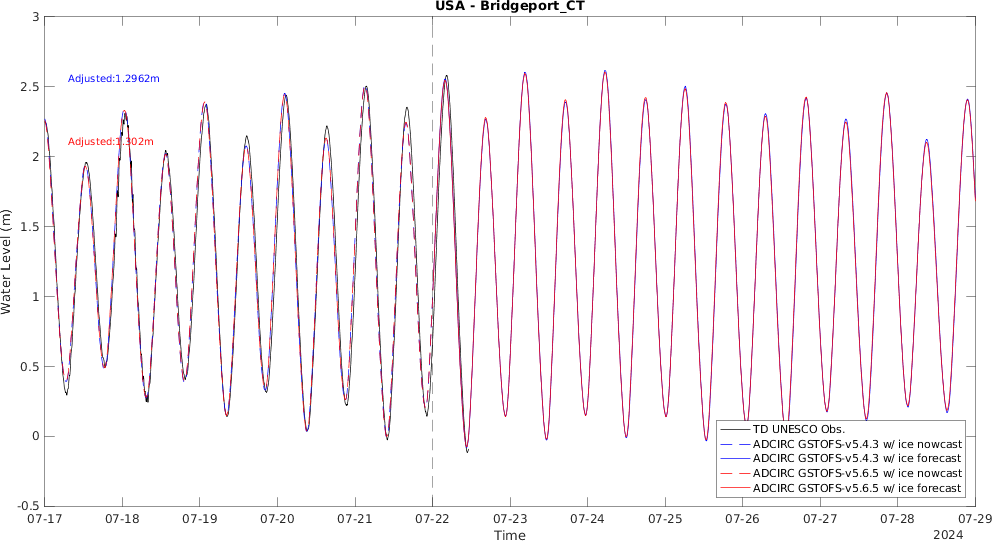 USA - Bridgeport_CT
3
2.5
2
1.5
1
0.5
0
-0.5
Water Level (m)
Adjusted:1.2962m
Adjusted:1.302m
TD UNESCO Obs.
ADCIRC GSTOFS-v5.4.3 w/ ice nowcast
ADCIRC GSTOFS-v5.4.3 w/ ice forecast
ADCIRC GSTOFS-v5.6.5 w/ ice nowcast
ADCIRC GSTOFS-v5.6.5 w/ ice forecast
07-17 07-18 07-19 07-20 07-21 07-22 07-23 07-24 07-25 07-26 07-27 07-28 07-29
Time
2024